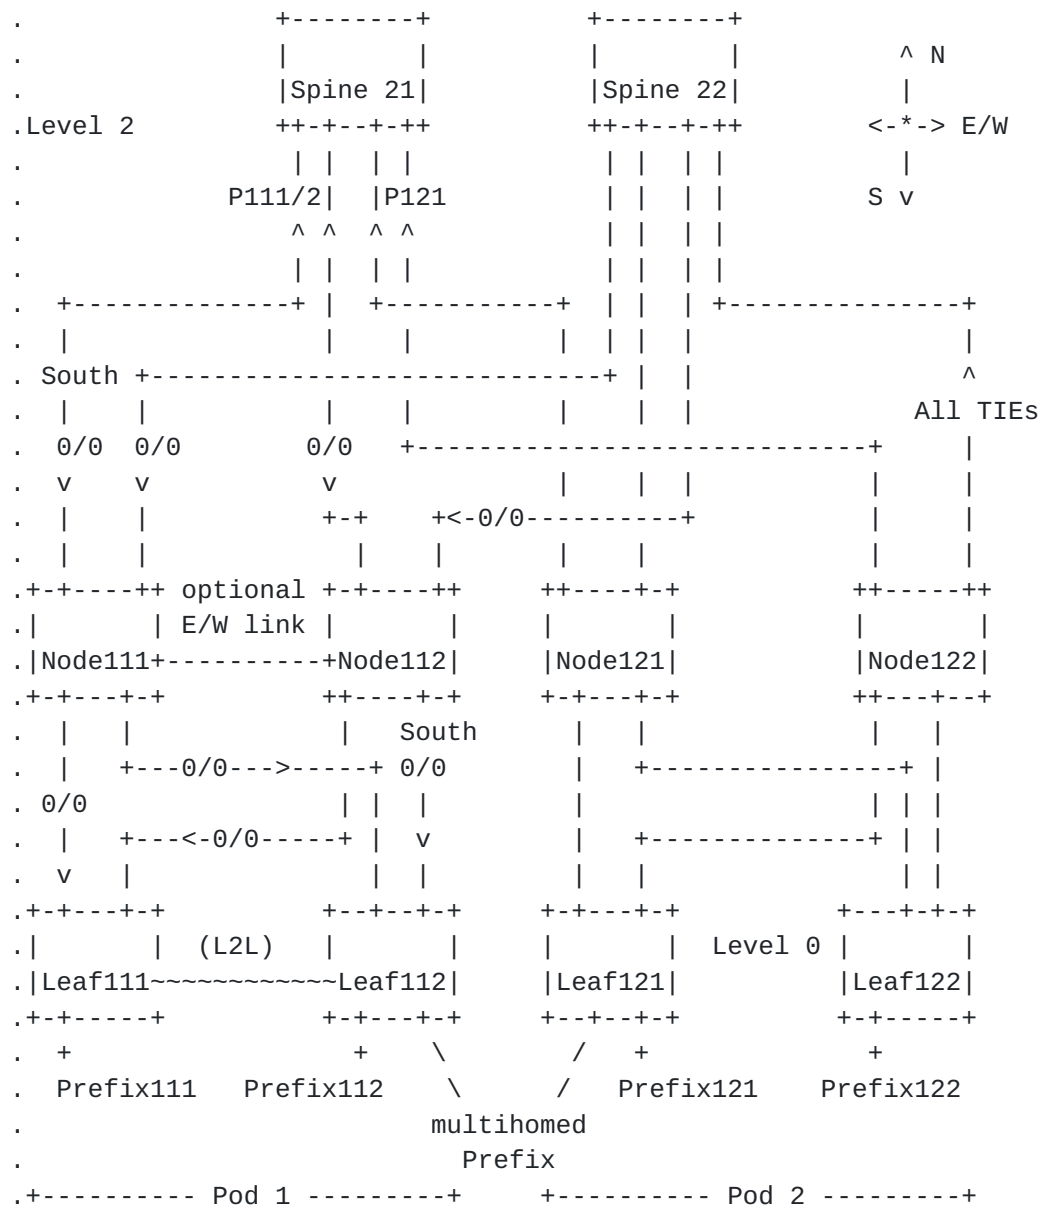 .                +--------+          +--------+
.                |        |          |        |          ^ N
.                |Spine 21|          |Spine 22|          |
.Level 2         ++-+--+-++          ++-+--+-++        <-*-> E/W
.                 | |  | |            | |  | |           |
.             P111/2|  |P121          | |  | |         S v
.                 ^ ^  ^ ^            | |  | |
.                 | |  | |            | |  | |
.  +--------------+ |  +-----------+  | |  | +---------------+
.  |                |    |         |  | |  |                 |
. South +-----------------------------+ |  |                 ^
.  |    |           |    |         |    |  |              All TIEs
.  0/0  0/0        0/0   +-----------------------------+     |
.  v    v           v              |    |  |           |     |
.  |    |           +-+    +<-0/0----------+           |     |
.  |    |             |    |       |    |              |     |
.+-+----++ optional +-+----++     ++----+-+           ++-----++
.|       | E/W link |       |     |       |           |       |
.|Node111+----------+Node112|     |Node121|           |Node122|
.+-+---+-+          ++----+-+     +-+---+-+           ++---+--+
.  |   |             |   South      |   |              |   |
.  |   +---0/0--->-----+ 0/0        |   +----------------+ |
. 0/0                | |  |         |                  | | |
.  |   +---<-0/0-----+ |  v         |   +--------------+ | |
.  v   |               |  |         |   |                | |
.+-+---+-+          +--+--+-+     +-+---+-+          +---+-+-+
.|       |  (L2L)   |       |     |       |  Level 0 |       |
.|Leaf111~~~~~~~~~~~~Leaf112|     |Leaf121|          |Leaf122|
.+-+-----+          +-+---+-+     +--+--+-+          +-+-----+
.  +                  +    \        /   +              +
.  Prefix111   Prefix112    \      /   Prefix121    Prefix122
.                          multihomed
.                            Prefix
.+---------- Pod 1 ---------+     +---------- Pod 2 ---------+